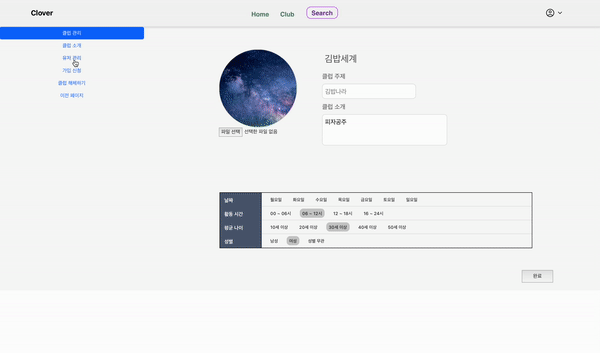 Clover
Home Club Search
클럽 관리
클럽 소개
유저 관리
가입 신청
클럽 해체하기
이전 페이지
김밥세계
클럽 주제
김밥나라
클럽 소개
피자공주
파일 선택 선택된 파일 없음
날짜 월요일 화요일 수요일 목요일 금요일 토요일 일요일
활동 시간 00 ~ 06시 06 ~ 12시 12 ~ 18시 18 ~ 24시
평균 나이 10세 이상 20세 이상 30세 이상 40세 이상 50세 이상
성별 남성 여성 성별 무관
완료